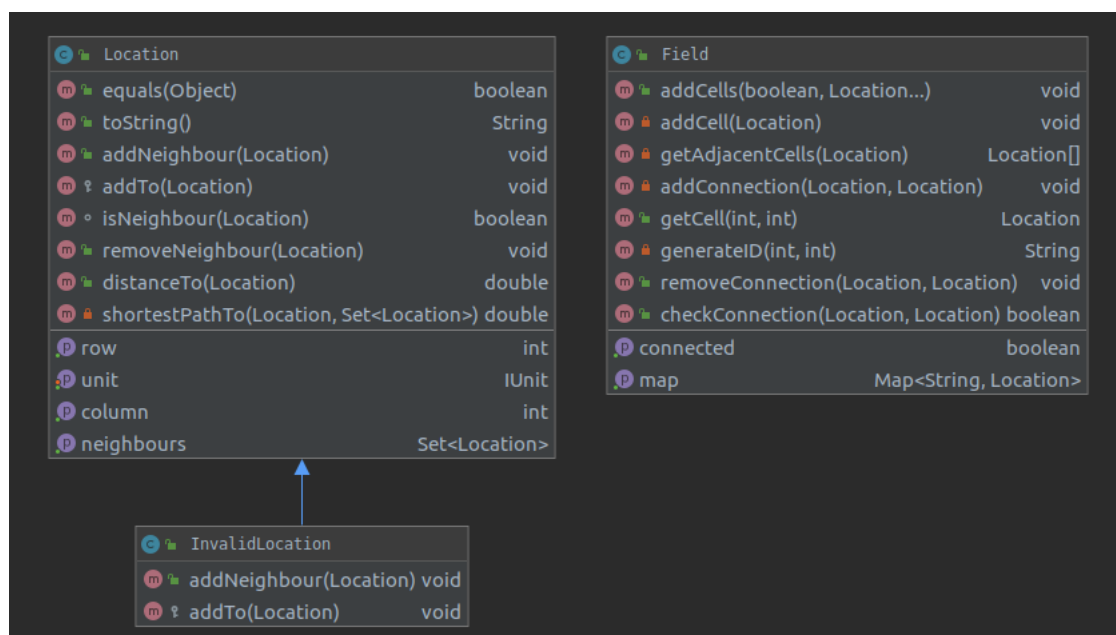 Location
equals(Object) boolean
toString() String
addNeighbour(Location) void
addTo(Location) void
isNeighbour(Location) boolean
removeNeighbour(Location) void
distanceTo(Location) double
shortestPathTo(Location, Set<Location>) double
row int
unit IUnit
column int
neighbours Set<Location>
Field
addCells(boolean, Location...) void
addCell(Location) void
getAdjacentCells(Location) Location[]
addConnection(Location, Location) void
getCell(int, int) Location
generateID(int, int) String
removeConnection(Location, Location) void
checkConnection(Location, Location) boolean
connected boolean
map Map<String, Location>
InvalidLocation
addNeighbour(Location) void
addTo(Location) void